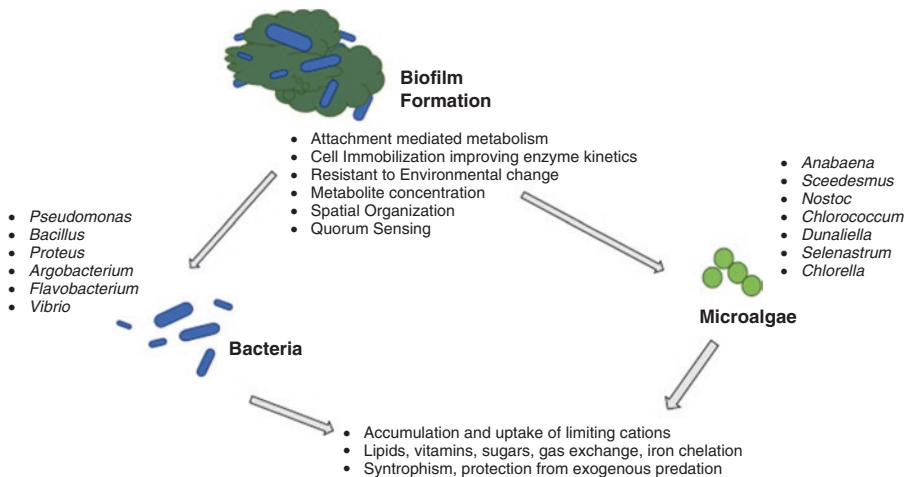 Biofilm
Formation
• Attachment mediated metabolism
• Cell Immobilization improving enzyme kinetics
• Resistant to Environmental change
• Metabolite concentration
• Spatial Organization
• Quorum Sensing
• Pseudomonas
• Bacillus
• Proteus
• Argobacterium
• Flavobacterium
• Vibrio
Bacteria
• Anabaena
• Sceedesmus
• Nostoc
• Chlorococcum
• Dunaliella
• Selenastrum
• Chlorella
Microalgae
• Accumulation and uptake of limiting cations
• Lipids, vitamins, sugars, gas exchange, iron chelation
• Syntrophism, protection from exogenous predation